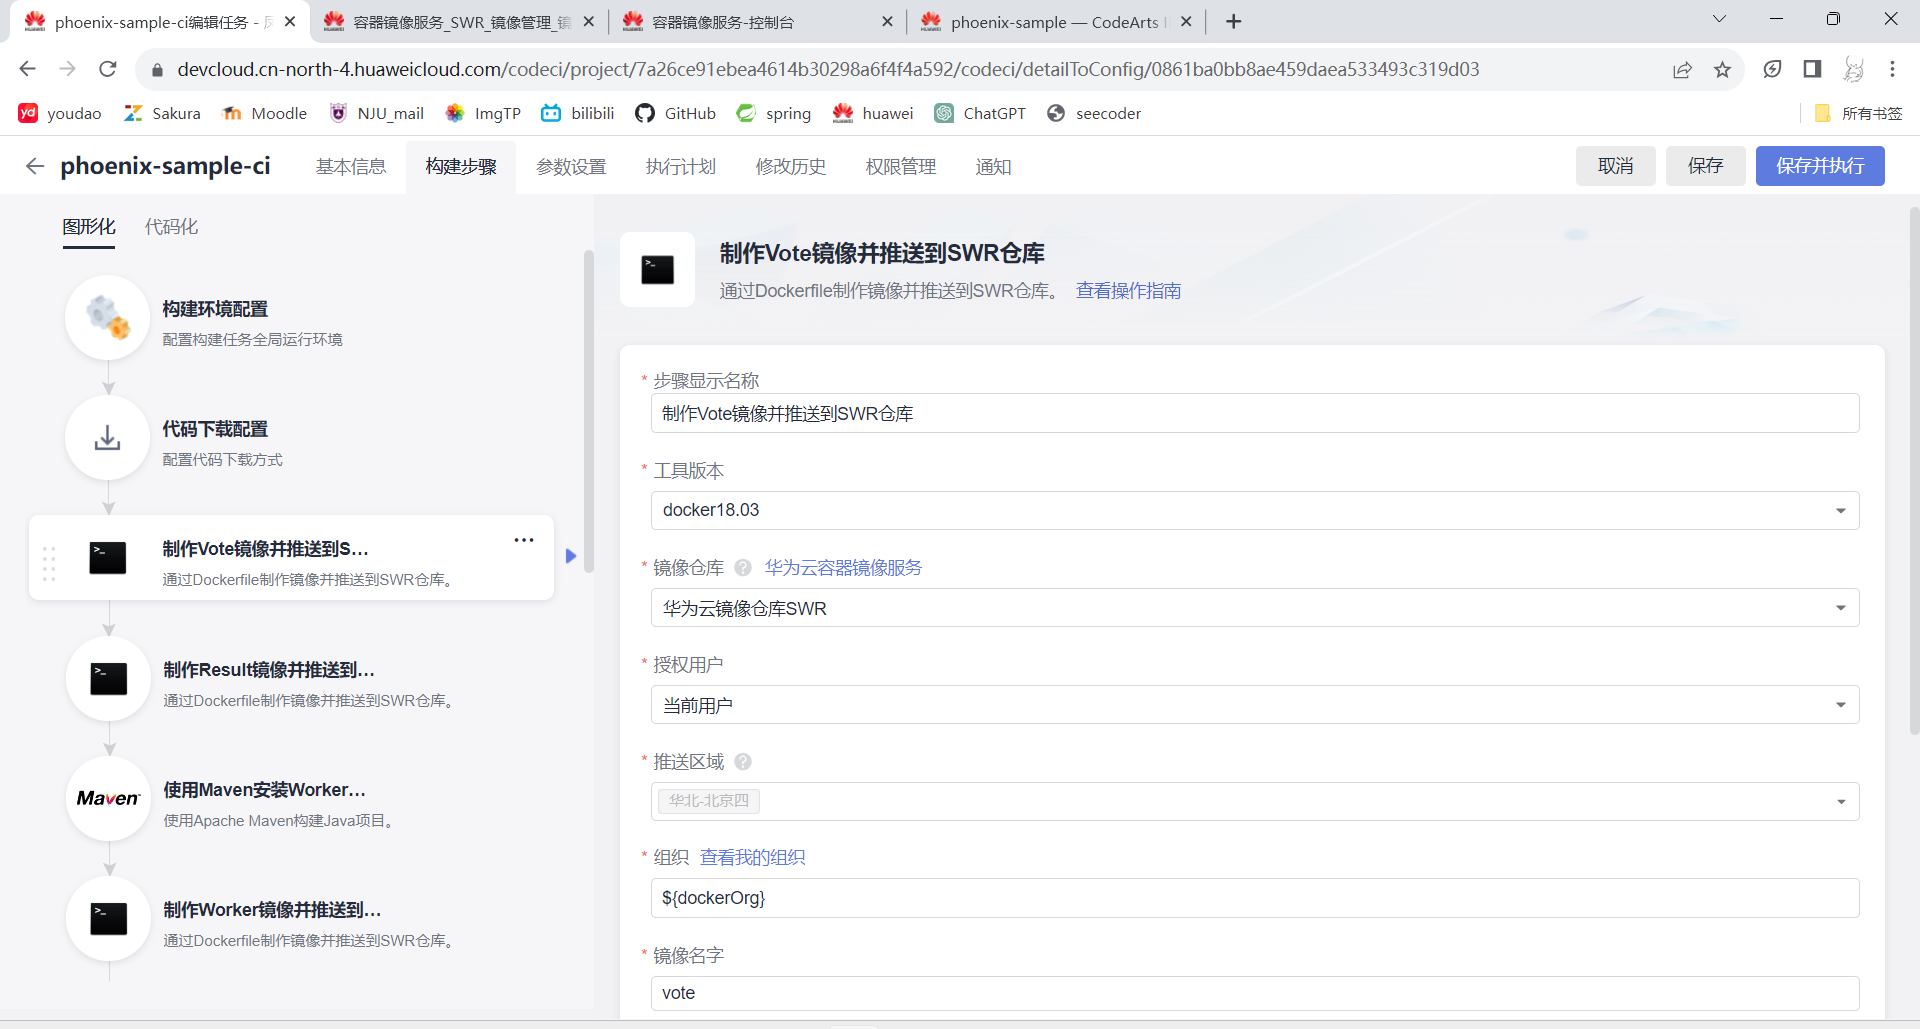 phoenix-sample-ci编辑任务 - 
容器镜像服务_SWR_镜像管理_镜
容器镜像服务-控制台
phoenix-sample — CodeArts
devcloud.cn-north-4.huaweicloud.com/codeci/project/7a26ce91ebea4614b30298a6f4f4a592/codeci/detailToConfig/0861ba0bb8ae459daea533493c319d03
yd youdao
Sakura
Moodle
NJU_mail
ImgTP
bilibili
GitHub
spring
huawei
ChatGPT
seecoder
所有书签
phoenix-sample-ci
基本信息
构建步骤
参数设置
执行计划
修改历史
权限管理
通知
取消
保存
保存并执行
图形化
代码化
构建环境配置
配置构建任务全局运行环境
代码下载配置
配置代码下载方式
制作Vote镜像并推送到S...
通过Dockerfile制作镜像并推送到SWR仓库。
制作Result镜像并推送到...
通过Dockerfile制作镜像并推送到SWR仓库。
Maven
使用Maven安装Worker...
使用Apache Maven构建Java项目。
制作Worker镜像并推送到...
通过Dockerfile制作镜像并推送到SWR仓库。
制作Vote镜像并推送到SWR仓库
通过Dockerfile制作镜像并推送到SWR仓库。 查看操作指南
* 步骤显示名称
制作Vote镜像并推送到SWR仓库
* 工具版本
docker18.03
* 镜像仓库 ? 华为云容器镜像服务
华为云镜像仓库SWR
* 授权用户
当前用户
* 推送区域 ?
华北-北京四
* 组织 查看我的组织
${dockerOrg}
* 镜像名字
vote